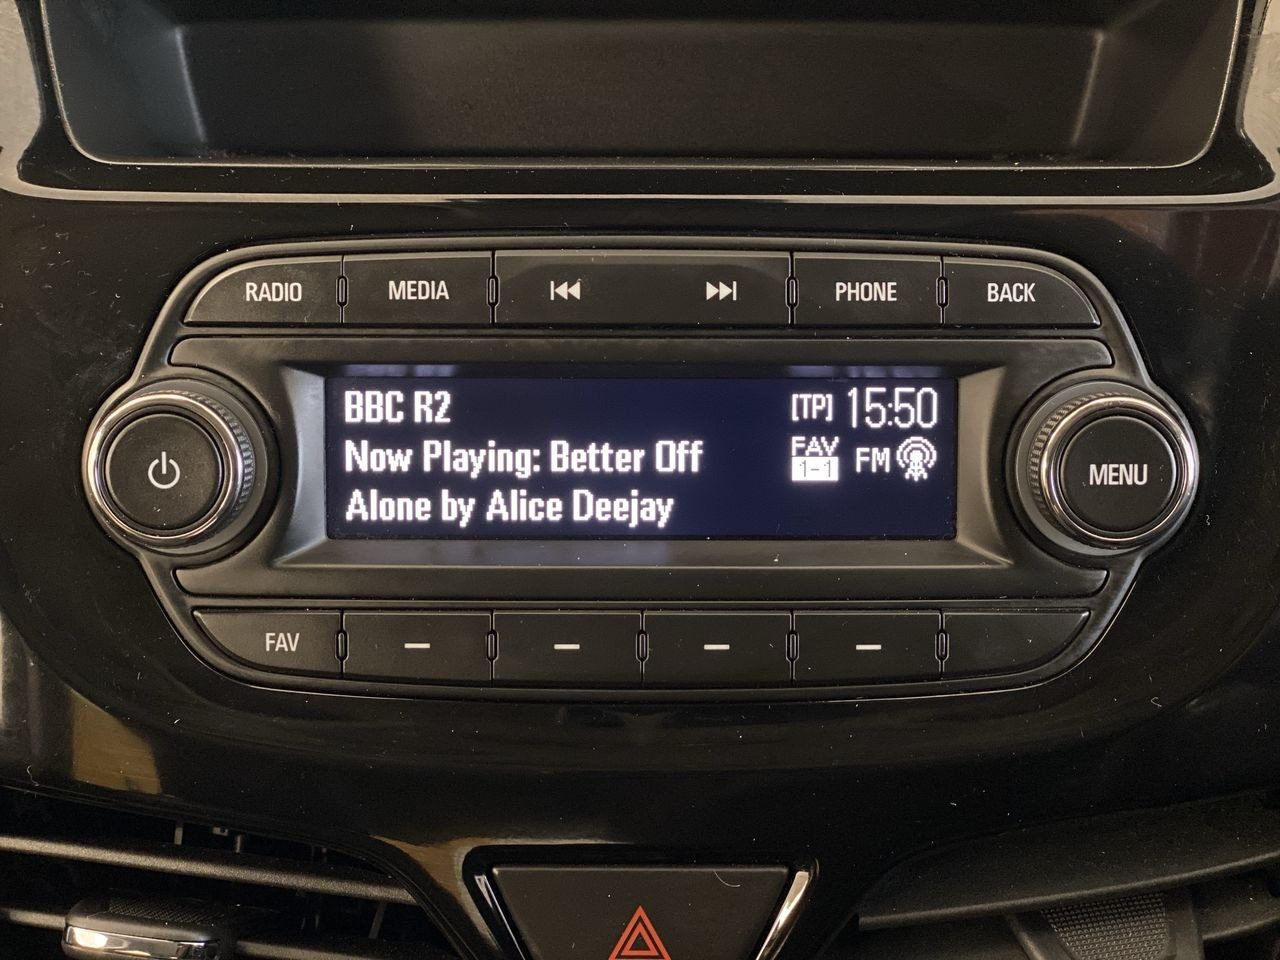 RADIO MEDIA PHONE BACK
BBC R2 [TP] 15:50
Now Playing: Better Off FAV FM
1-1
Alone by Alice Deejay
MENU
FAV